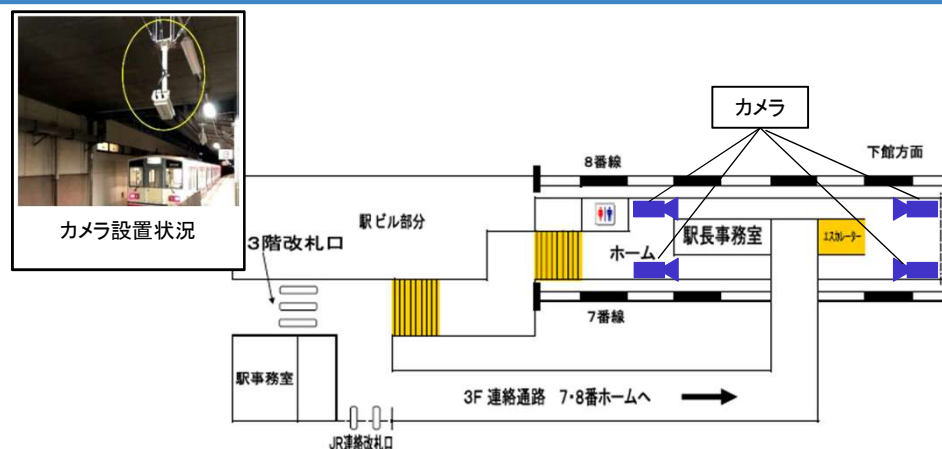 カメラ設置状況
カメラ
8番線
下館方面
駅ビル部分
3階改札口
ホーム
駅長事務室
エスカレーター
7番線
駅事務室
3F 連絡通路 7・8番ホームへ
JR連絡改札口